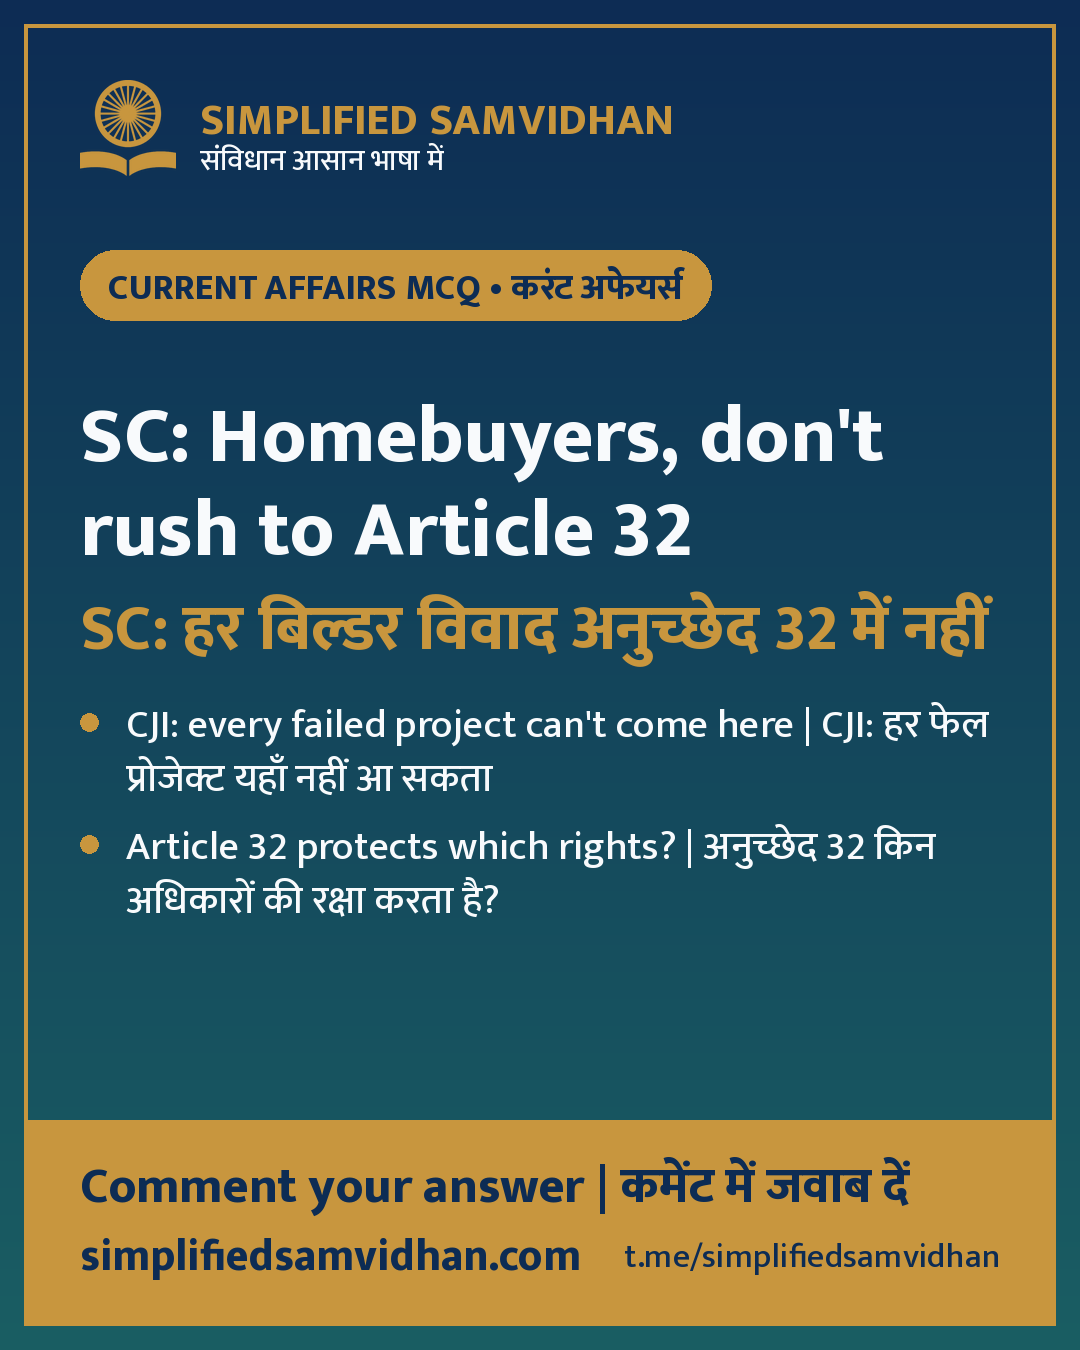 SIMPLIFIED SAMVIDHAN
संविधान आसान भाषा में
CURRENT AFFAIRS MCQ • करंट अफेयर्स
SC: Homebuyers, don't
rush to Article 32
SC: हर बिल्डर विवाद अनुच्छेद 32 में नहीं
CJI: every failed project can't come here | CJI: हर फेल
प्रोजेक्ट यहाँ नहीं आ सकता
Article 32 protects which rights? | अनुच्छेद 32 किन
अधिकारों की रक्षा करता है?
Comment your answer | कमेंट में जवाब दें
simplifiedsamvidhan.com t.me/simplifiedsamvidhan